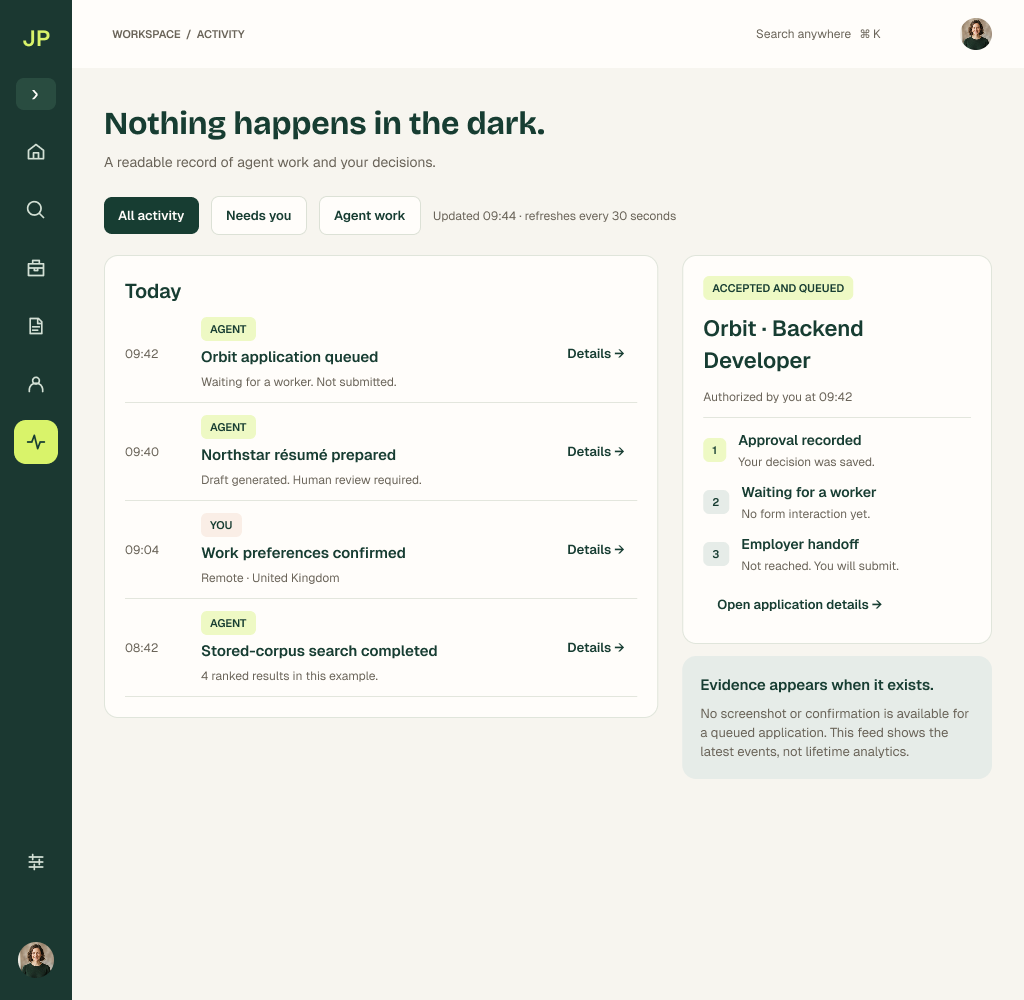 JP
WORKSPACE / ACTIVITY
Search anywhere ⌘ K
Nothing happens in the dark.
A readable record of agent work and your decisions.
All activity
Needs you
Agent work
Updated 09:44 · refreshes every 30 seconds
Today
AGENT
09:42
Orbit application queued
Waiting for a worker. Not submitted.
Details →
AGENT
09:40
Northstar résumé prepared
Draft generated. Human review required.
Details →
YOU
09:04
Work preferences confirmed
Remote · United Kingdom
Details →
AGENT
08:42
Stored-corpus search completed
4 ranked results in this example.
Details →
ACCEPTED AND QUEUED
Orbit · Backend
Developer
Authorized by you at 09:42
1
Approval recorded
Your decision was saved.
2
Waiting for a worker
No form interaction yet.
3
Employer handoff
Not reached. You will submit.
Open application details →
Evidence appears when it exists.
No screenshot or confirmation is available for
a queued application. This feed shows the
latest events, not lifetime analytics.